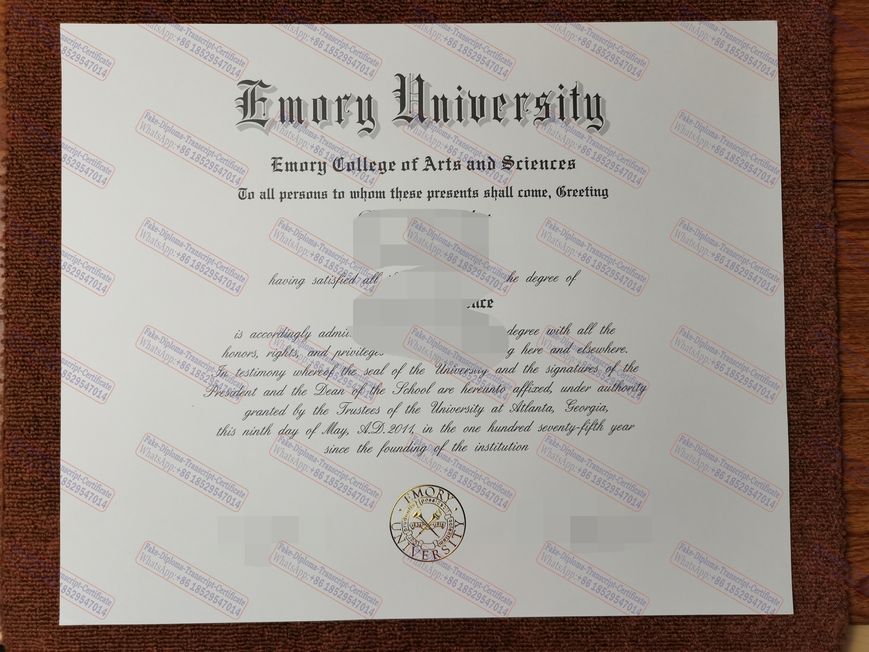 Emory University
Emory College of Arts and Sciences
To all persons to whom these presents shall come, Greeting
having satisfied all the degree of
is accordingly degree with all the
honors, rights, and privileges here and elsewhere.
In testimony whereof the seal of the University and the signatures of the
President and the Dean of the School are hereunto affixed, under authority
granted by the Trustees of the University at Atlanta, Georgia,
this ninth day of May, A.D.2011, in the one hundred seventy-fifth year
since the founding of the institution
EMORY
UNIVERSITY
Fake-Diploma-Transcript-Certificate
WhatsApp:+86 18529547014